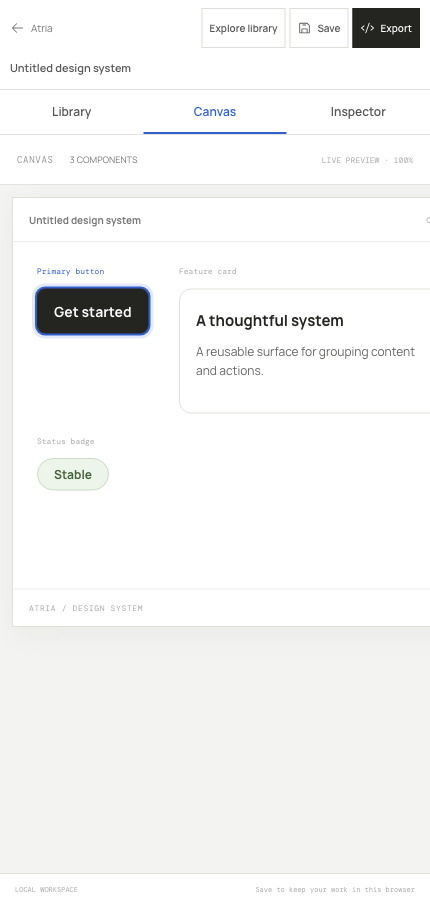 Atria
Explore library
Save
Export
Untitled design system
Library
Canvas
Inspector
CANVAS
3 COMPONENTS
LIVE PREVIEW · 100%
Untitled design system
Primary button
Feature card
Get started
A thoughtful system
A reusable surface for grouping content
and actions.
Status badge
Stable
ATRIA / DESIGN SYSTEM
LOCAL WORKSPACE
Save to keep your work in this browser